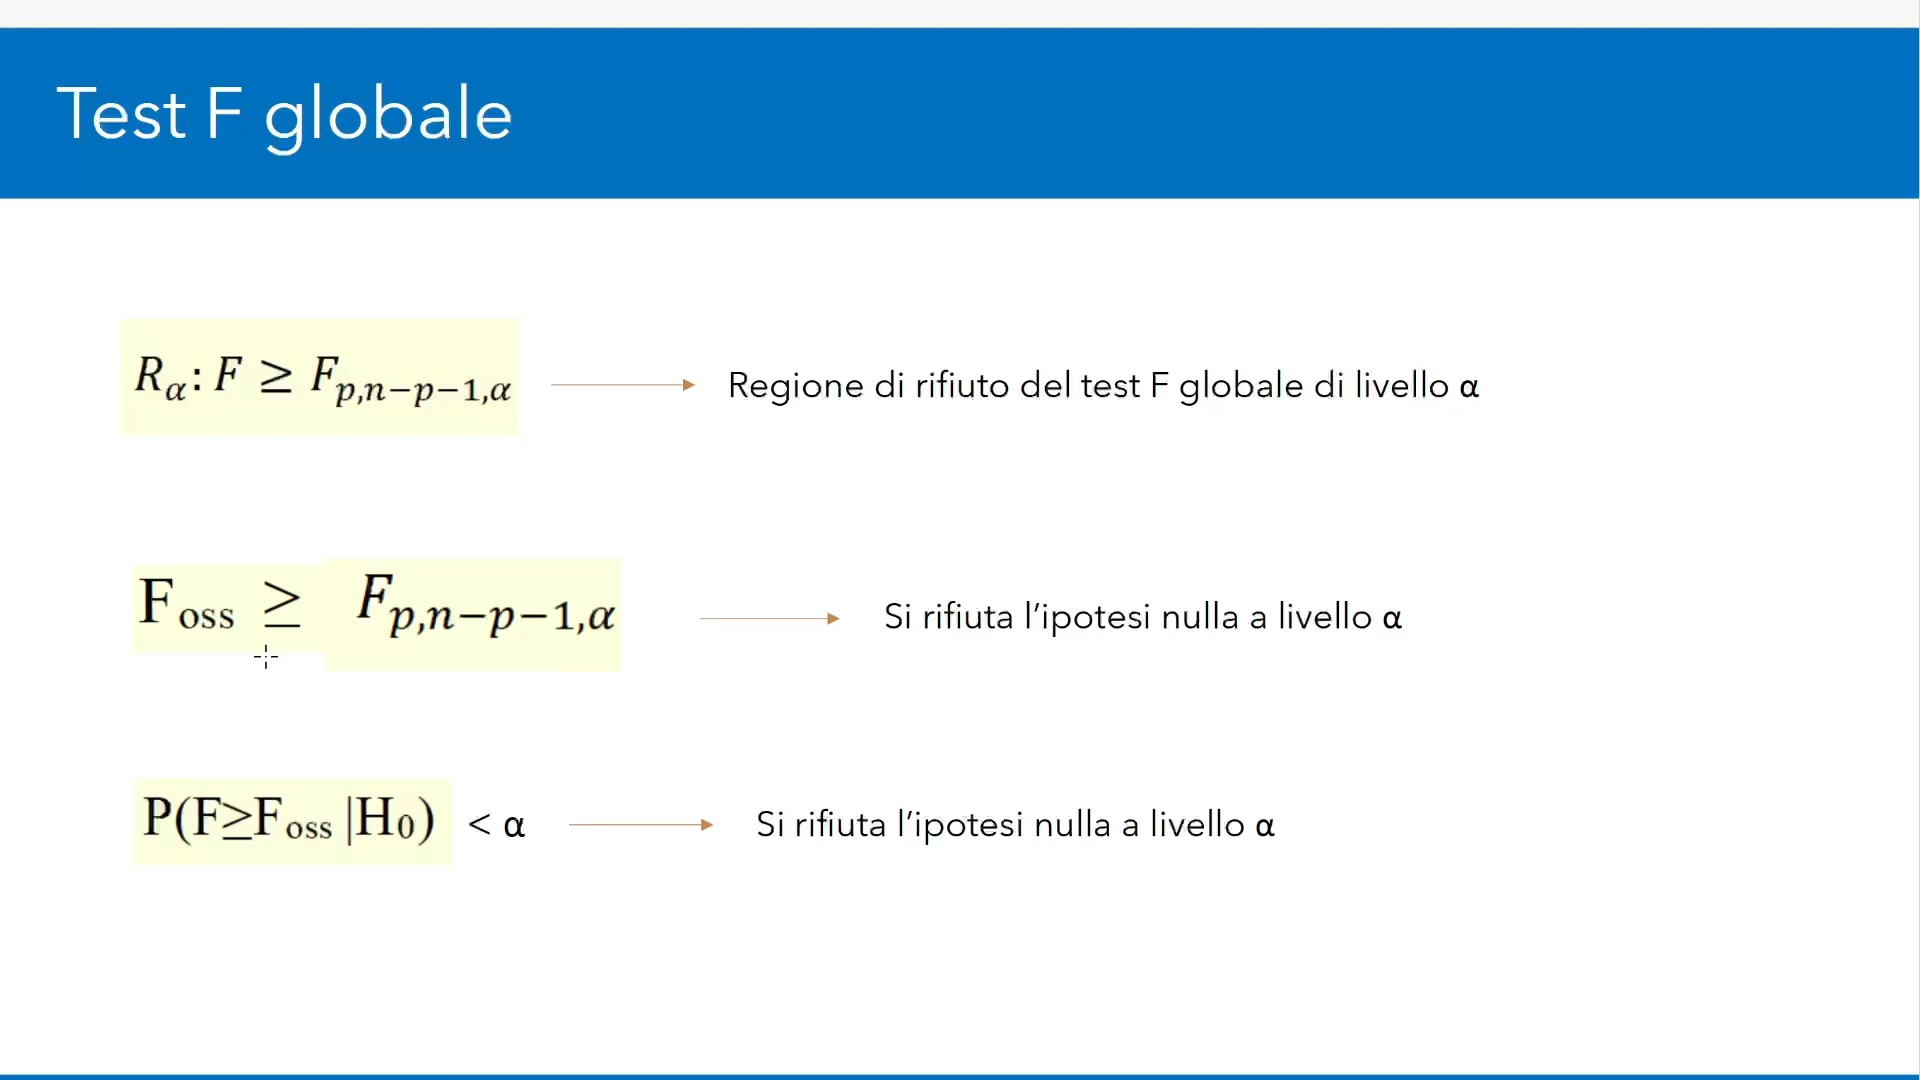 Test F globale
Rα: F ≥ Fp,n−p−1,α
Regione di rifiuto del test F globale di livello α
Foss ≥ Fp,n−p−1,α
Si rifiuta l’ipotesi nulla a livello α
P(F≥Foss |H0) < α
Si rifiuta l’ipotesi nulla a livello α